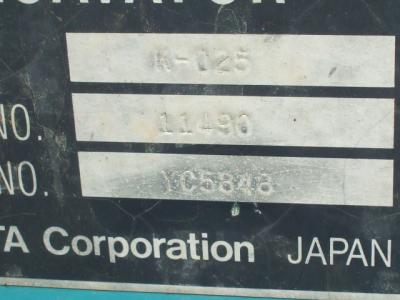 K-025
NO. 11490
NO. YC5848
TA Corporation JAPAN